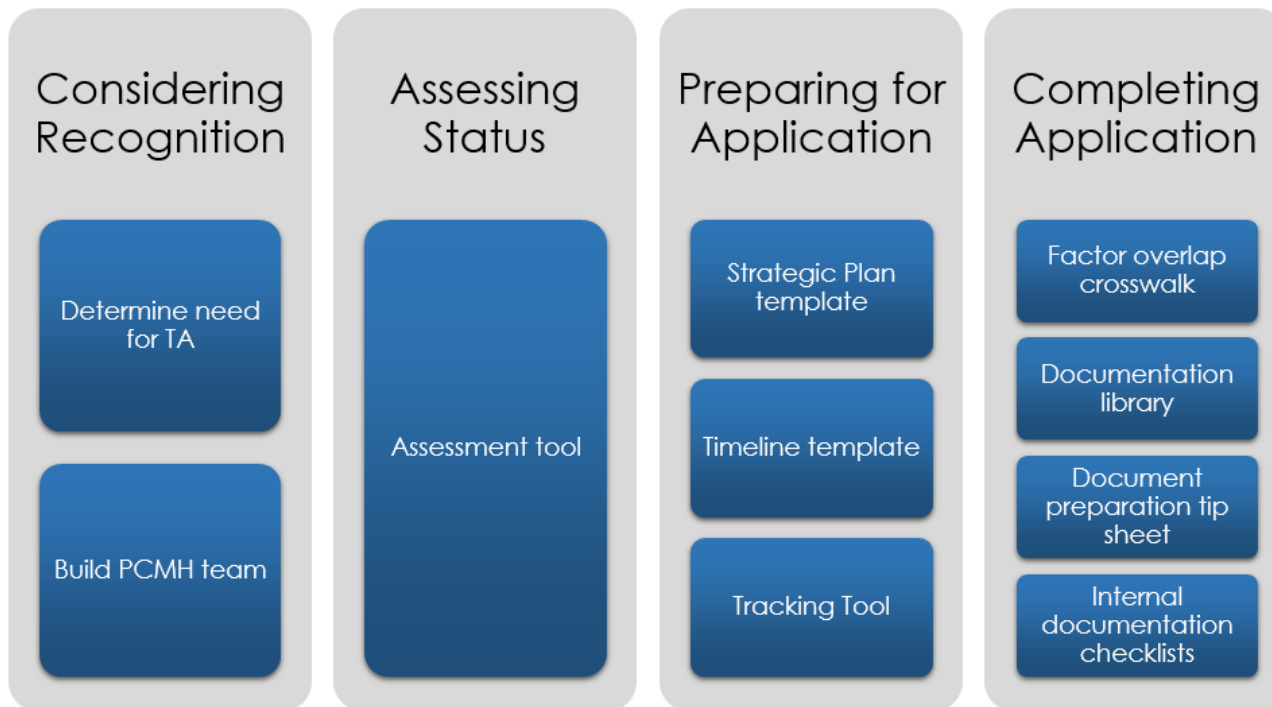 Considering
Recognition
Determine need
for TA
Build PCMH team
Assessing
Status
Assessment tool
Preparing for
Application
Strategic Plan
template
Timeline template
Tracking Tool
Completing
Application
Factor overlap
crosswalk
Documentation
library
Document
preparation tip
sheet
Internal
documentation
checklists